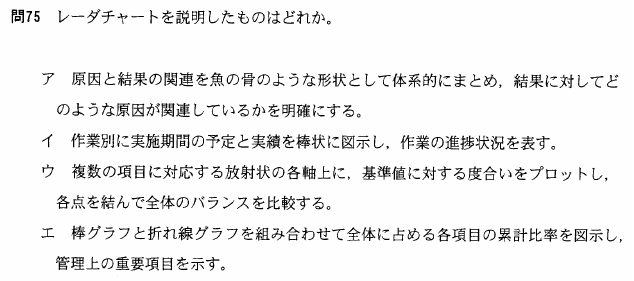 問75 レーダチャートを説明したものはどれか。
ア 原因と結果の関連を魚の骨のような形状として体系的にまとめ，結果に対してど
のような原因が関連しているかを明確にする。
イ 作業別に実施期間の予定と実績を棒状に図示し，作業の進捗状況を表す。
ウ 複数の項目に対応する放射状の各軸上に，基準値に対する度合いをプロットし，
各点を結んで全体のバランスを比較する。
エ 棒グラフと折れ線グラフを組み合わせて全体に占める各項目の累計比率を図示し，
管理上の重要項目を示す。